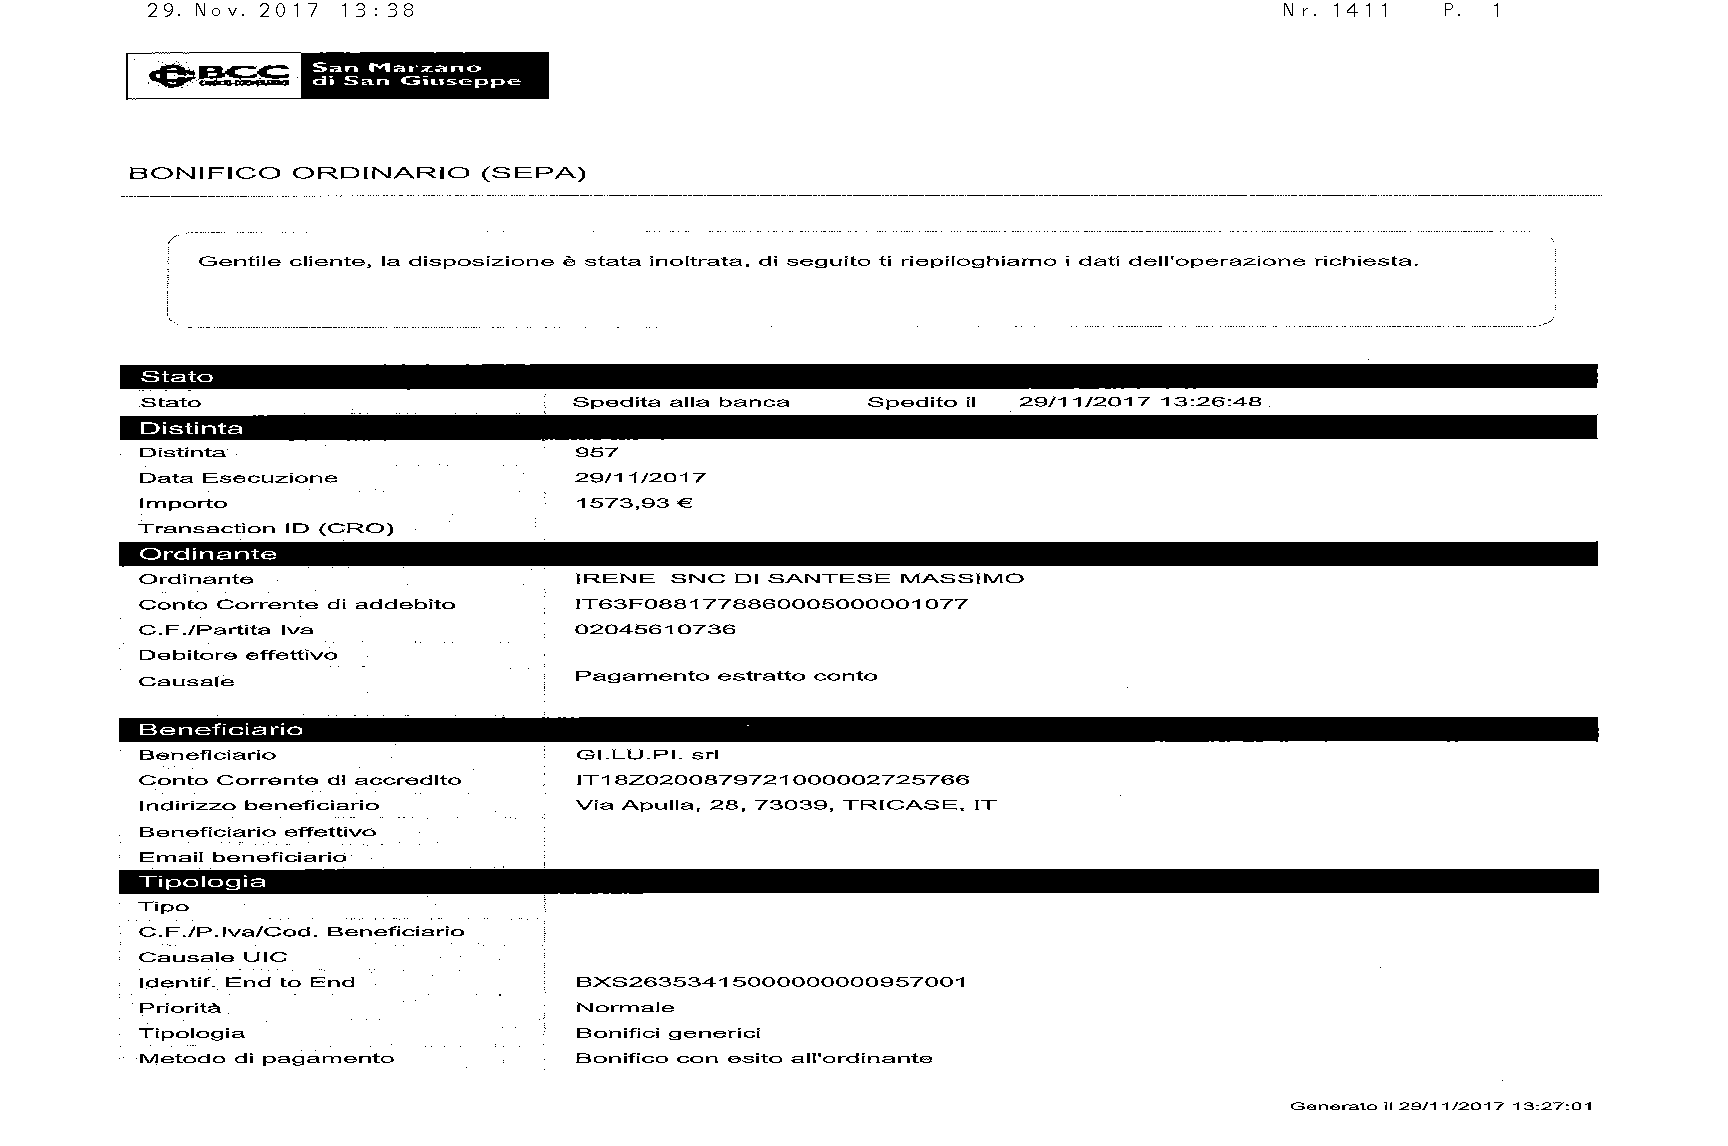 29. Nov. 2017 13:38 Nr. 1411 P. 1
BCC San Marzano
CREDITO COOPERATIVO di San Giuseppe
BONIFICO ORDINARIO (SEPA)
Gentile cliente, la disposizione è stata inoltrata, di seguito ti riepiloghiamo i dati dell'operazione richiesta.
Stato
Stato Spedita alla banca Spedito il 29/11/2017 13:26:48
Distinta
Distinta 957
Data Esecuzione 29/11/2017
Importo 1573,93 €
Transaction ID (CRO)
Ordinante
Ordinante IRENE SNC DI SANTESE MASSIMO
Conto Corrente di addebito IT63F0881778860005000001077
C.F./Partita Iva 02045610736
Debitore effettivo
Causale Pagamento estratto conto
Beneficiario
Beneficiario GI.LU.PI. srl
Conto Corrente di accredito IT18Z0200879721000002725766
Indirizzo beneficiario Via Apulia, 28, 73039, TRICASE, IT
Beneficiario effettivo
Email beneficiario
Tipologia
Tipo
C.F./P.Iva/Cod. Beneficiario
Causale UIC
Identif. End to End BXS26353415000000000957001
Priorità Normale
Tipologia Bonifici generici
Metodo di pagamento Bonifico con esito all'ordinante
Generato il 29/11/2017 13:27:01